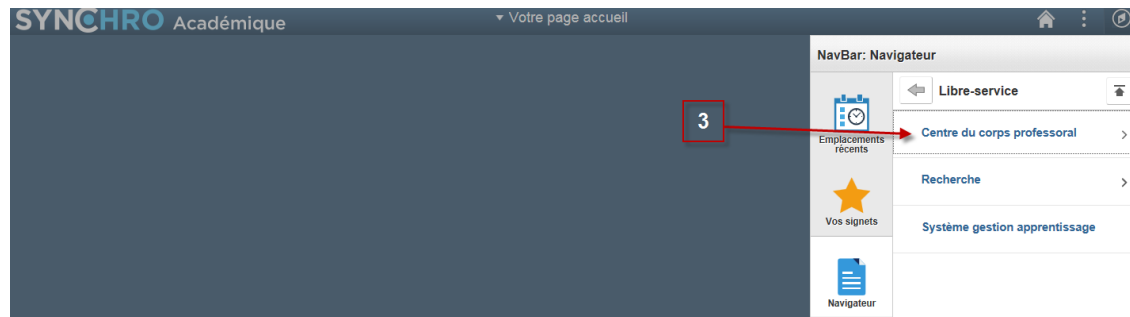 SYNCHRO Académique
Votre page accueil
NavBar: Navigateur
Libre-service
3
Centre du corps professoral
Emplacements
récents
Recherche
Vos signets
Système gestion apprentissage
Navigateur